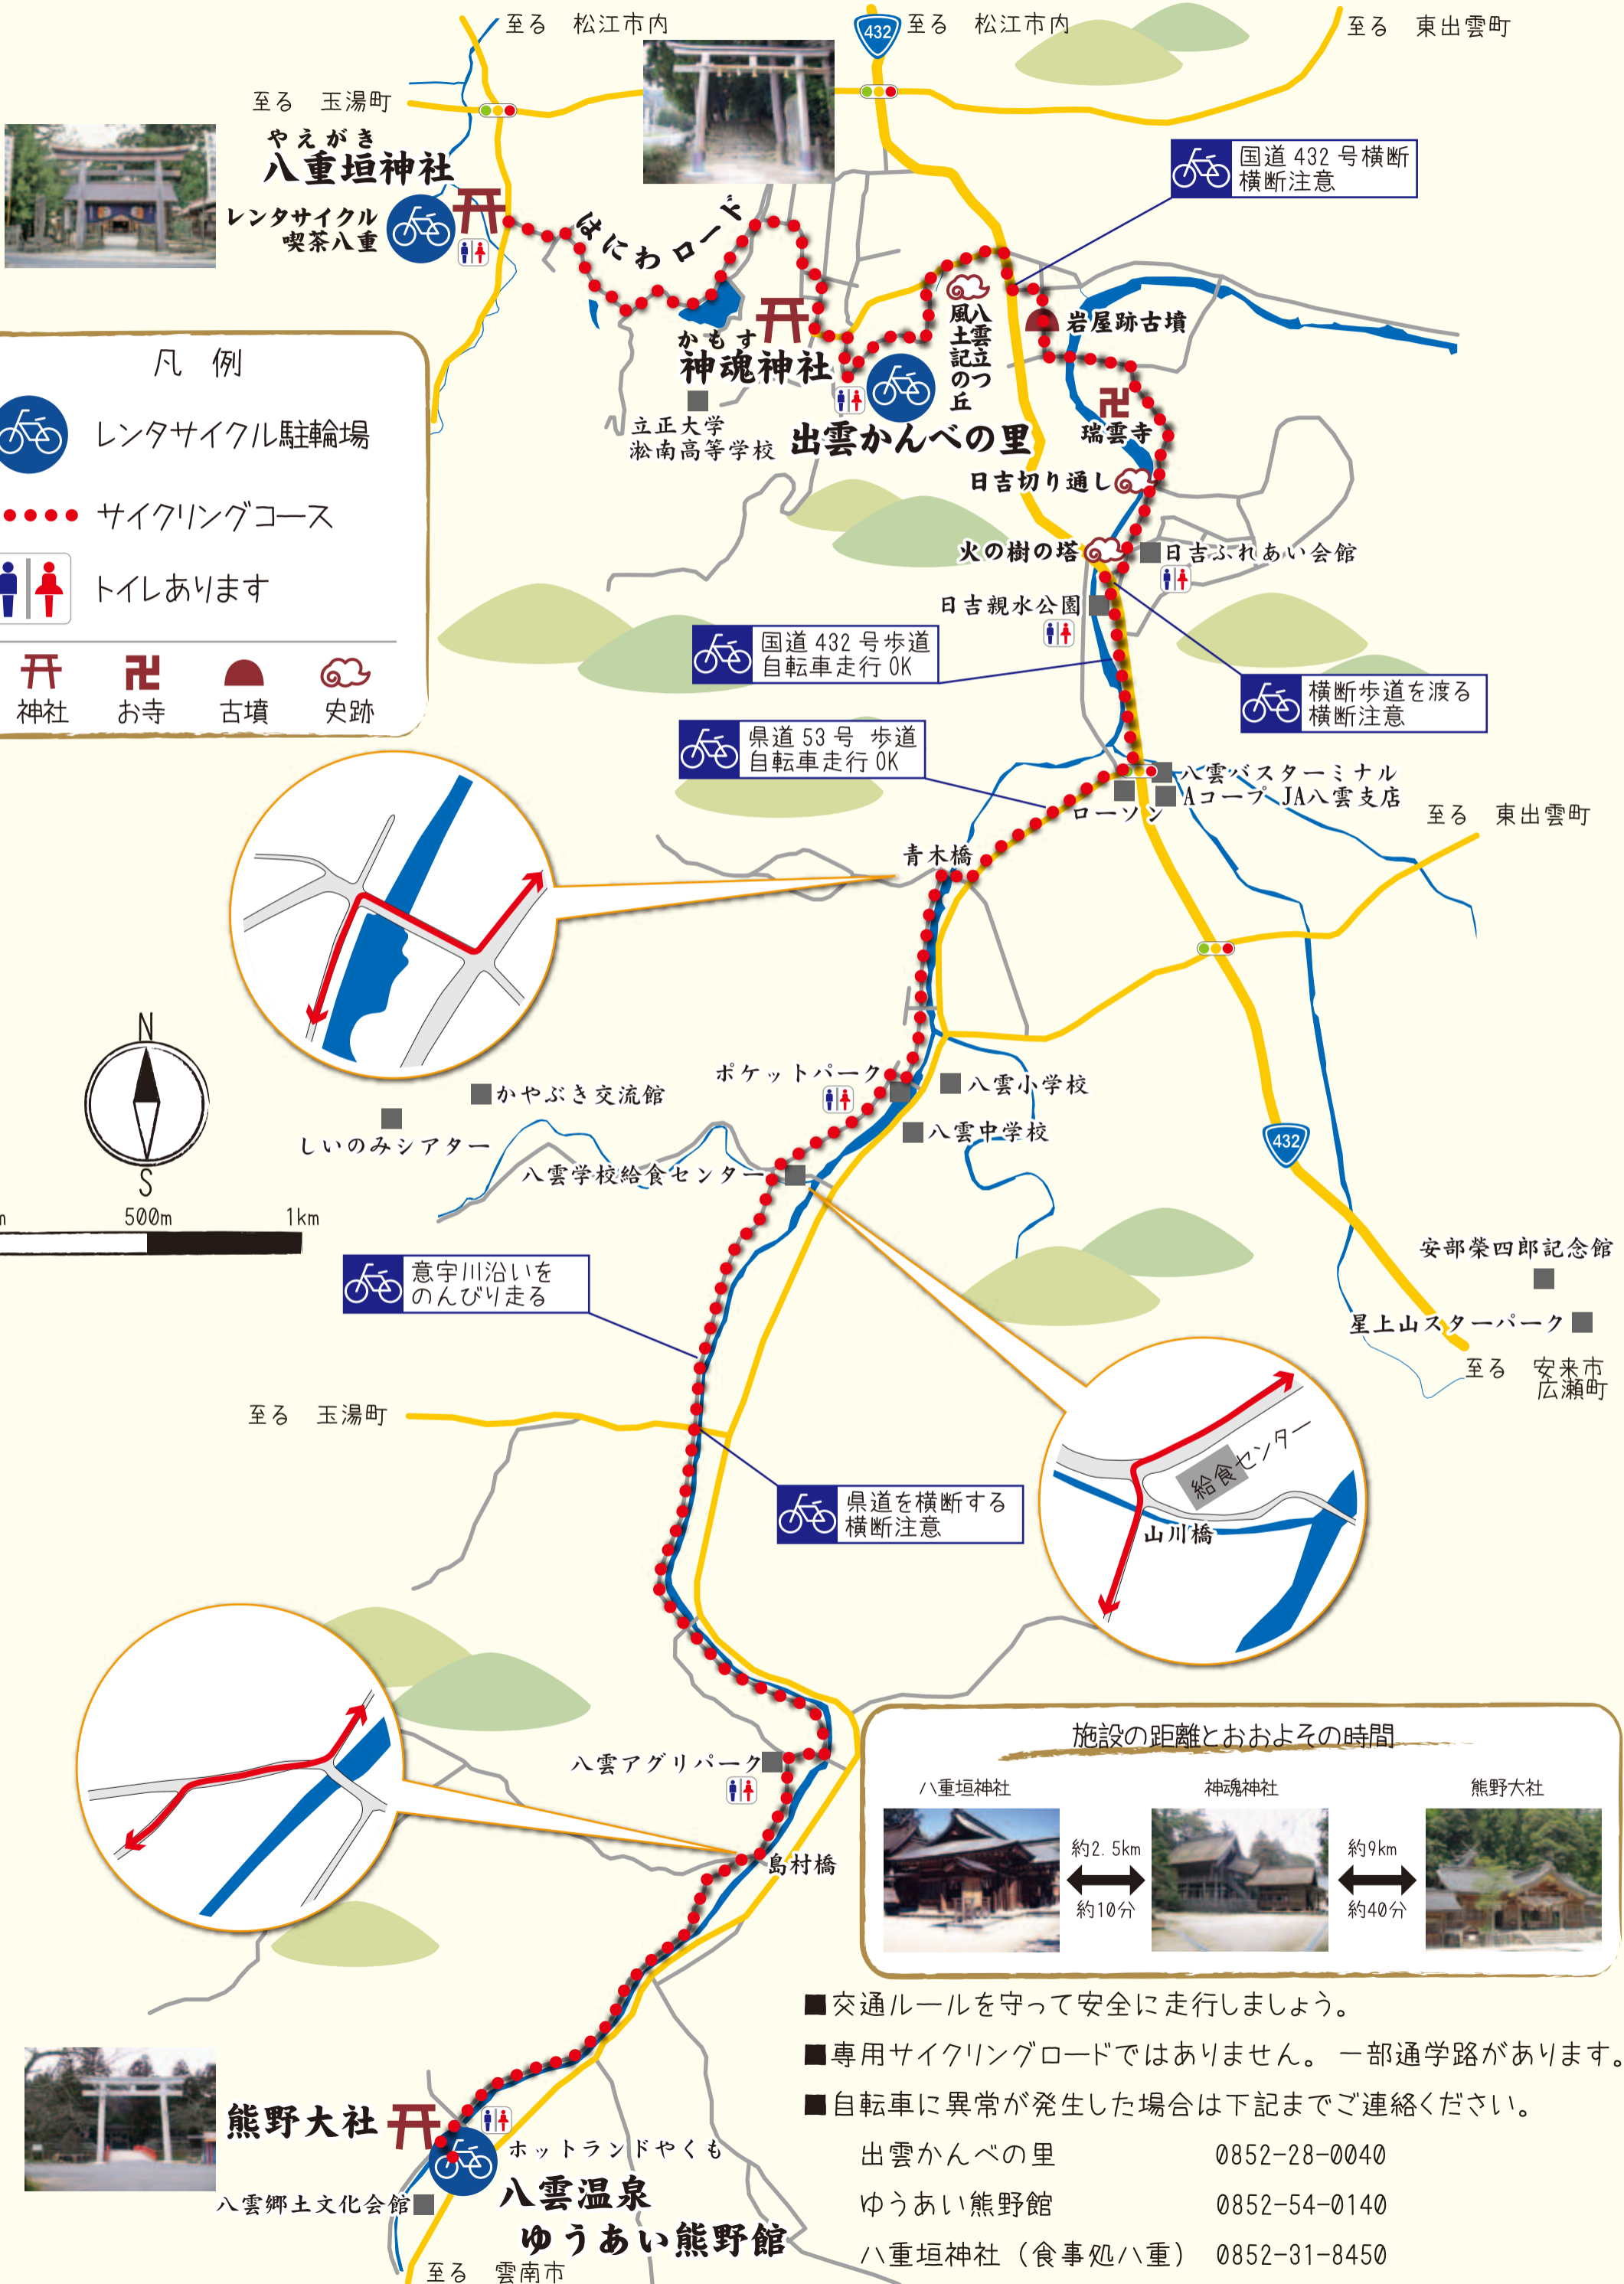 至る 松江市内
432
至る 松江市内
至る 東出雲町
至る 玉湯町
やえがき
八重垣神社
レンタサイクル
喫茶八重
はにわロード
国道432号横断
横断注意
かもす
神魂神社
八雲立つ
風土記の丘
岩屋跡古墳
立正大学
淞南高等学校
出雲かんべの里
瑞雲寺
日吉切り通し
火の樹の塔
日吉ふれあい会館
日吉親水公園
凡 例
レンタサイクル駐輪場
サイクリングコース
トイレあります
神社
お寺
古墳
史跡
国道432号歩道
自転車走行OK
横断歩道を渡る
横断注意
県道53号 歩道
自転車走行OK
八雲バスターミナル
Aコープ JA八雲支店
ローソン
至る 東出雲町
青木橋
N
S
500m
1km
ポケットパーク
八雲小学校
八雲中学校
かやぶき交流館
しいのみシアター
八雲学校給食センター
432
意宇川沿いを
のんびり走る
安部榮四郎記念館
星上山スターパーク
至る 安来市
広瀬町
至る 玉湯町
給食センター
山川橋
県道を横断する
横断注意
八雲アグリパーク
島村橋
施設の距離とおおよその時間
八重垣神社
神魂神社
熊野大社
約2.5km
約10分
約9km
約40分
■交通ルールを守って安全に走行しましょう。
■専用サイクリングロードではありません。 一部通学路があります。
■自転車に異常が発生した場合は下記までご連絡ください。
出雲かんべの里 0852-28-0040
ゆうあい熊野館 0852-54-0140
八重垣神社（食事処八重） 0852-31-8450
熊野大社
ホットランドやくも
八雲温泉
ゆうあい熊野館
八雲郷土文化会館
至る 雲南市